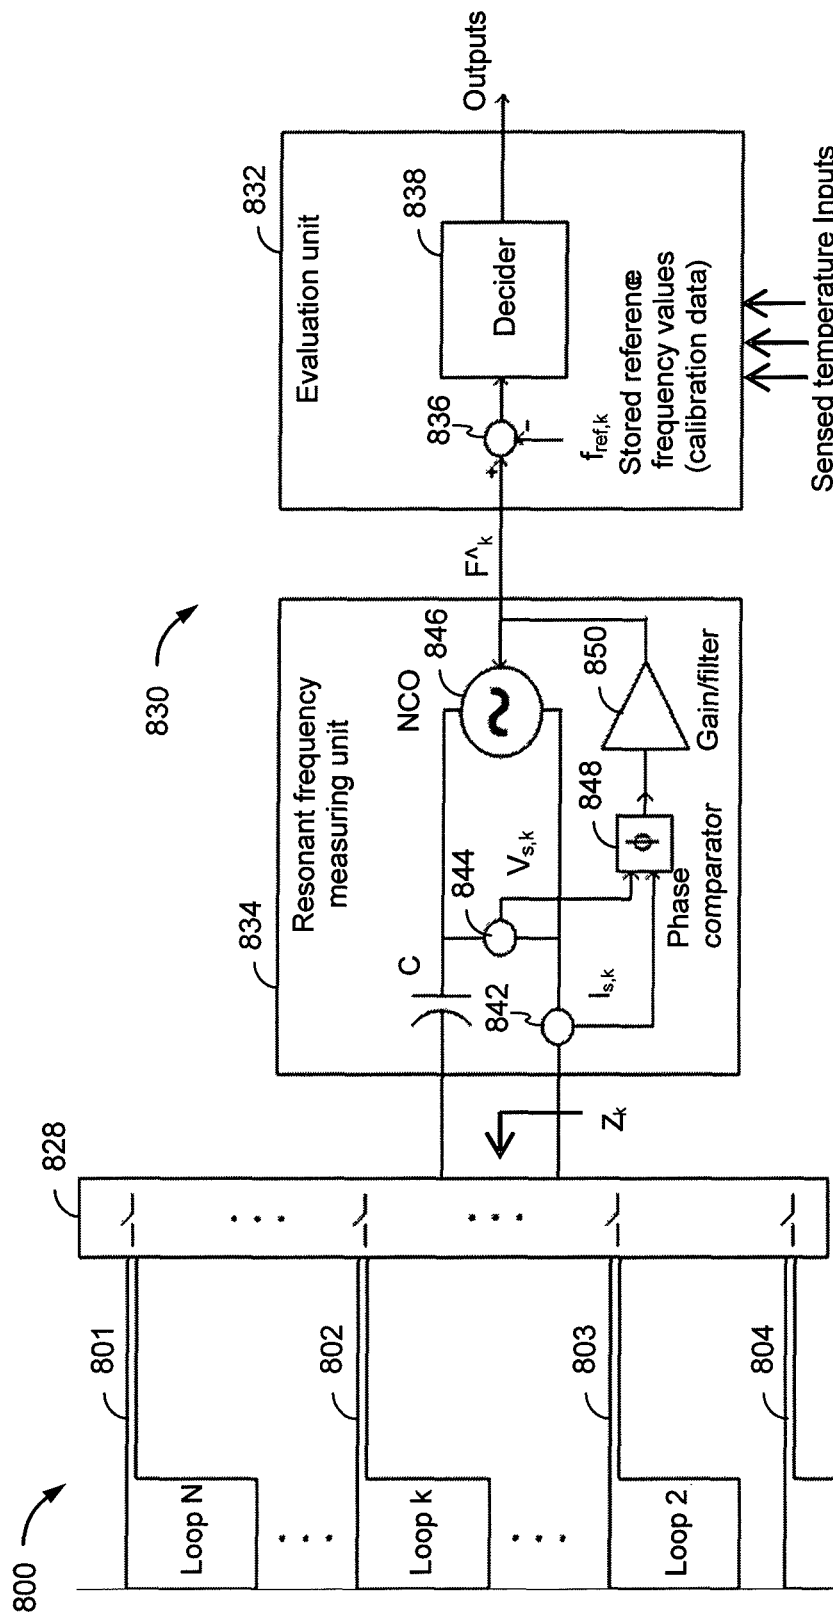 800
Loop N
Loop k
Loop 2
801
802
803
804
828
Z_k
830
834
Resonant frequency
measuring unit
C
842
844
V_s,k
I_s,k
NCO
846
848
Φ
Phase
comparator
850
Gain/filter
F^_k
832
Evaluation unit
836
+
-
838
Decider
f_ref,k
Stored reference
frequency values
(calibration data)
Outputs
Sensed temperature Inputs